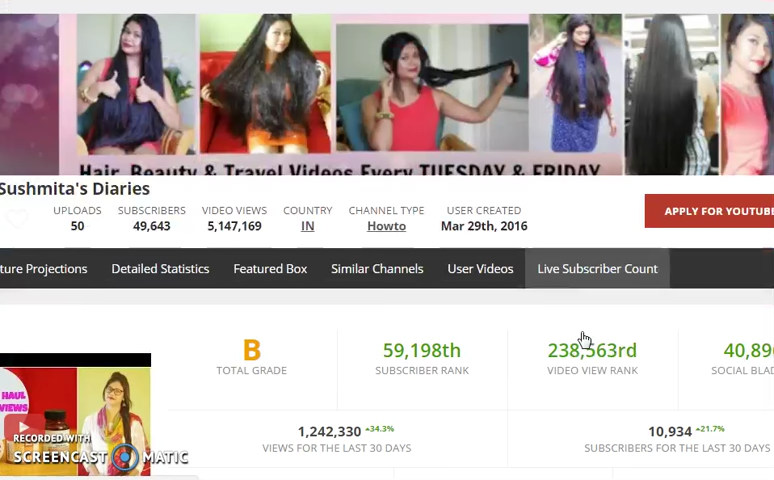 Hair, Beauty & Travel Videos Every TUESDAY & FRIDAY
Sushmita's Diaries
UPLOADS
50
SUBSCRIBERS
49,643
VIDEO VIEWS
5,147,169
COUNTRY
IN
CHANNEL TYPE
Howto
USER CREATED
Mar 29th, 2016
APPLY FOR YOUTUBE
ture Projections
Detailed Statistics
Featured Box
Similar Channels
User Videos
Live Subscriber Count
B
TOTAL GRADE
59,198th
SUBSCRIBER RANK
238,563rd
VIDEO VIEW RANK
40,89
SOCIAL BLAD
HAUL
VIEWS
RECORDED WITH
SCREENCAST MATIC
1,242,330 34.3%
VIEWS FOR THE LAST 30 DAYS
10,934 21.7%
SUBSCRIBERS FOR THE LAST 30 DAYS